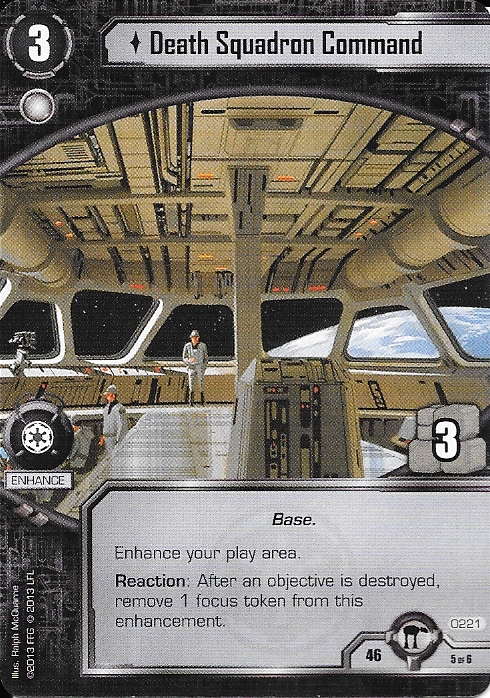 3
Death Squadron Command
ENHANCE
3
Base.
Enhance your play area.
Reaction: After an objective is destroyed,
remove 1 focus token from this
enhancement.
0221
46
5 OF 6
Illus. Ralph McQuarrie
©2013 FFG © 2013 LFL